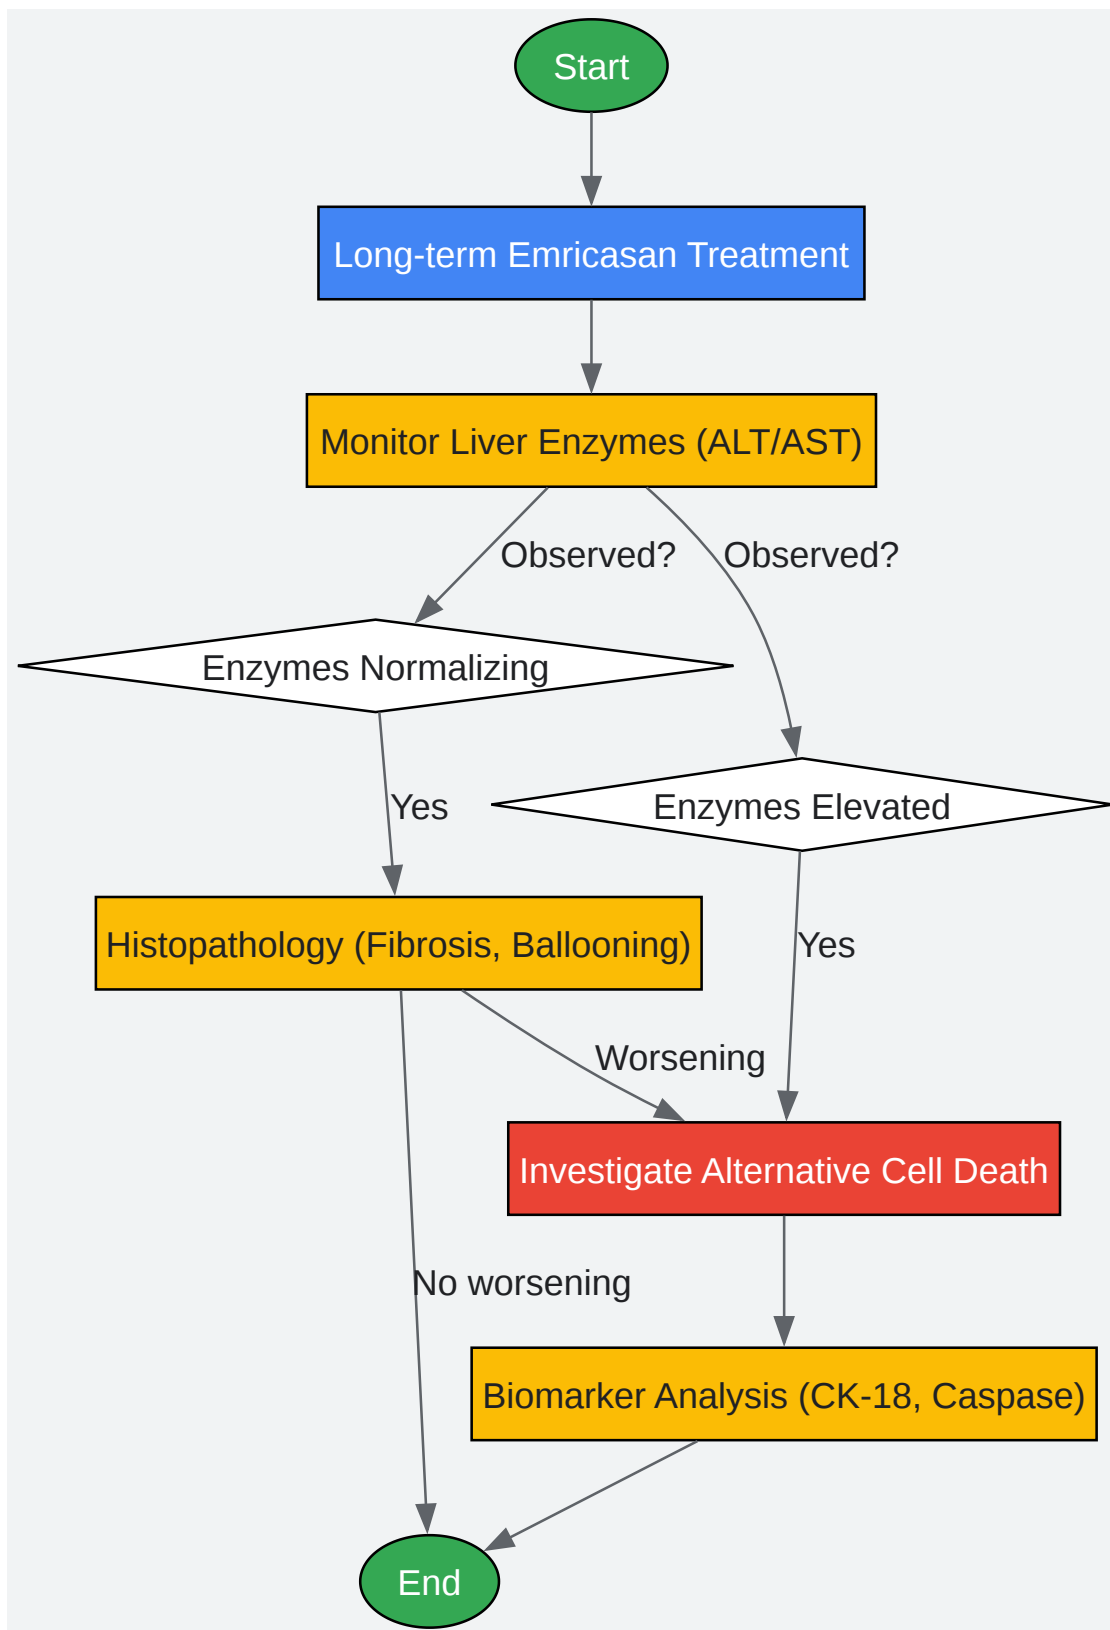 Start
Long-term Emricasan Treatment
Monitor Liver Enzymes (ALT/AST)
Observed?
Observed?
Enzymes Normalizing
Yes
Enzymes Elevated
Histopathology (Fibrosis, Ballooning)
Yes
Worsening
Investigate Alternative Cell Death
No worsening
Biomarker Analysis (CK-18, Caspase)
End